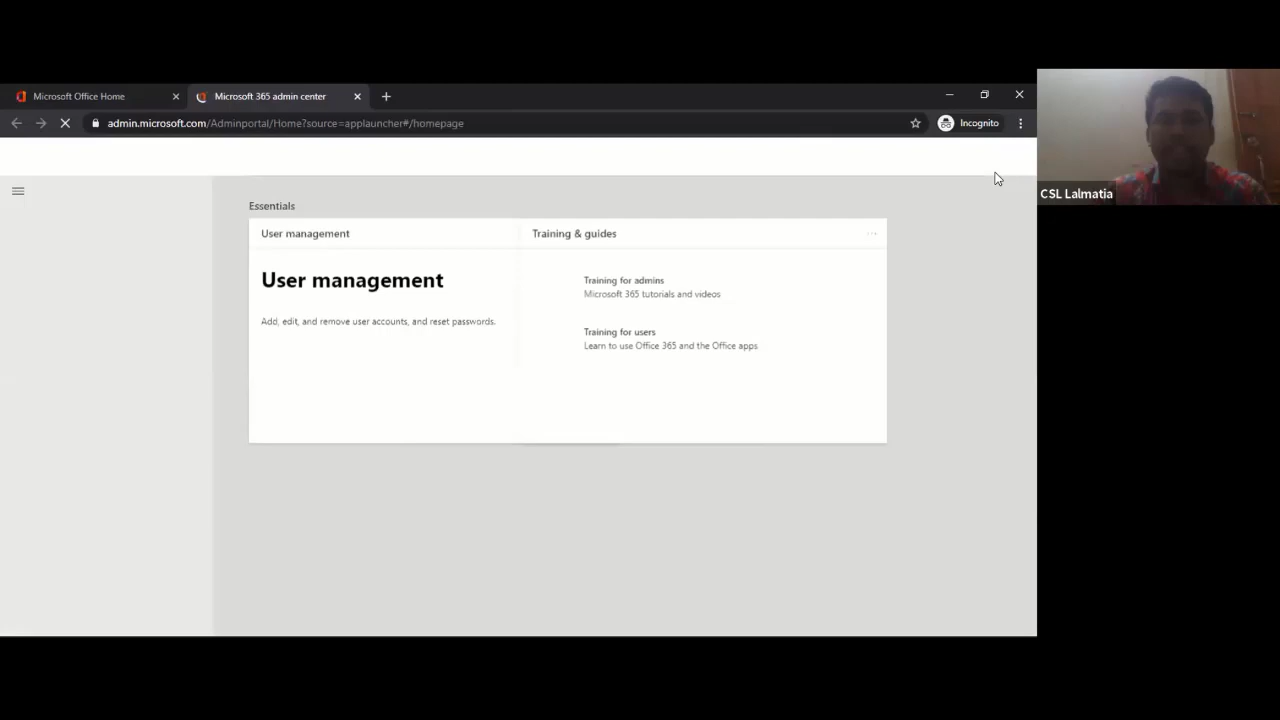 Microsoft Office Home
Microsoft 365 admin center
admin.microsoft.com/Adminportal/Home?source=applauncher#/homepage
Incognito
CSL Lalmatia
Essentials
User management
Training & guides
User management
Add, edit, and remove user accounts, and reset passwords.
Training for admins
Microsoft 365 tutorials and videos
Training for users
Learn to use Office 365 and the Office apps.